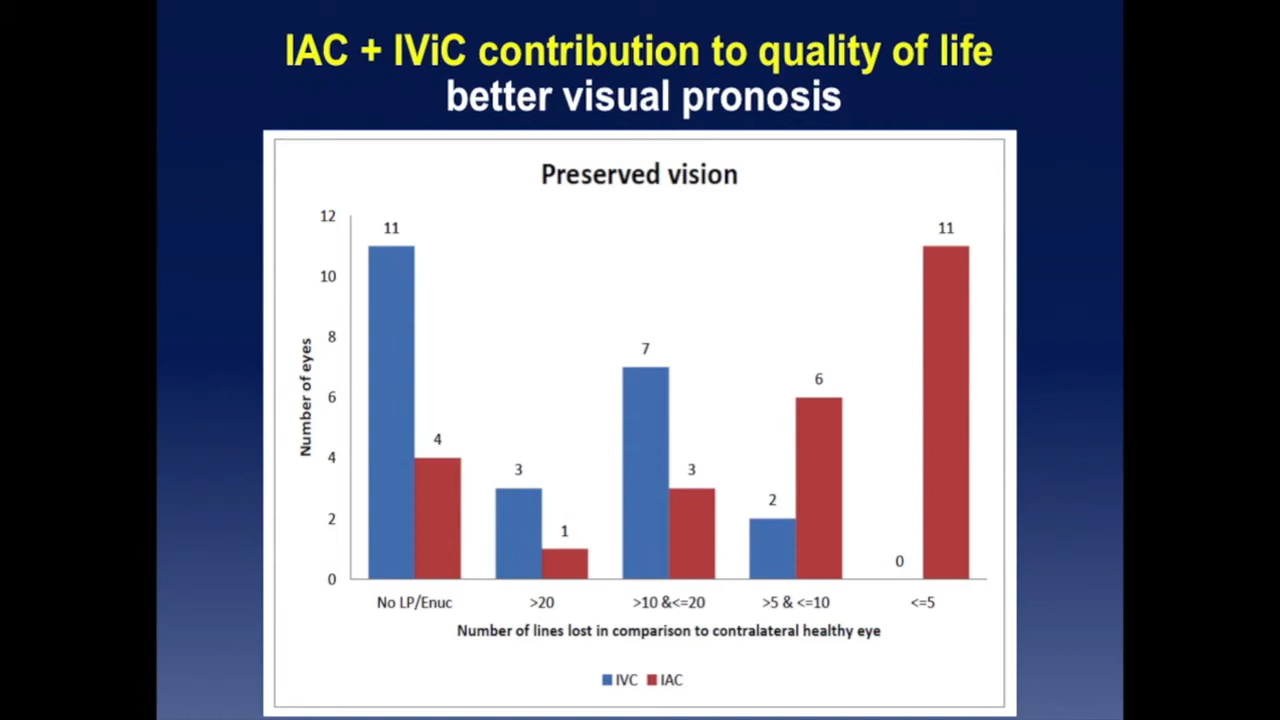 IAC + IViC contribution to quality of life
better visual pronosis
Preserved vision
12
10
8
6
4
2
0
Number of eyes
11
4
3
1
7
3
2
6
0
11
No LP/Enuc
>20
>10 &<=20
>5 & <=10
<=5
Number of lines lost in comparison to contralateral healthy eye
IVC
IAC